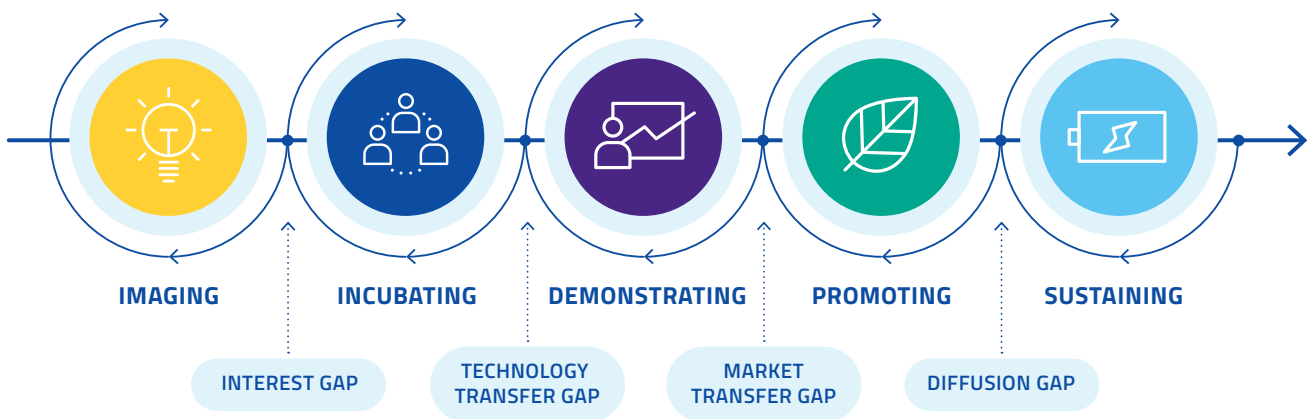 IMAGING
INCUBATING
DEMONSTRATING
PROMOTING
SUSTAINING
INTEREST GAP
TECHNOLOGY
TRANSFER GAP
MARKET
TRANSFER GAP
DIFFUSION GAP